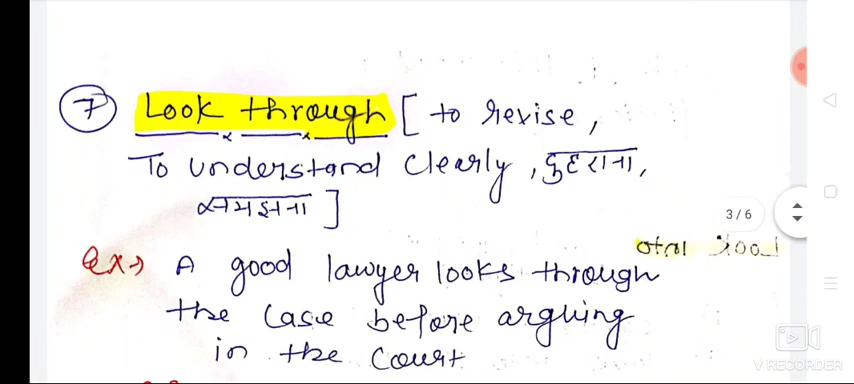 7 Look through [ to revise,
To understand clearly, दुहराना,
समझना ]
3 / 6
Ex→ A good lawyer looks through
the case before arguing
in the court
V RECORDER